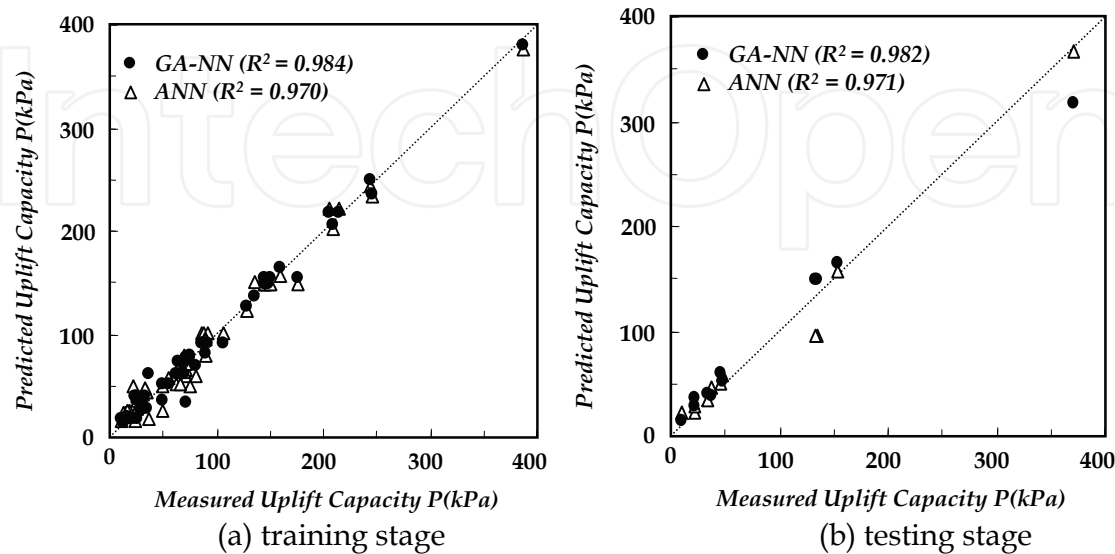 400
GA-NN (R² = 0.984)
ANN (R² = 0.970)
300
200
100
0
0 100 200 300 400
Predicted Uplift Capacity P(kPa)
Measured Uplift Capacity P(kPa)
(a) training stage
400
GA-NN (R² = 0.982)
ANN (R² = 0.971)
300
200
100
0
0 100 200 300 400
Predicted Uplift Capacity P(kPa)
Measured Uplift Capacity P(kPa)
(b) testing stage
IntechOpen